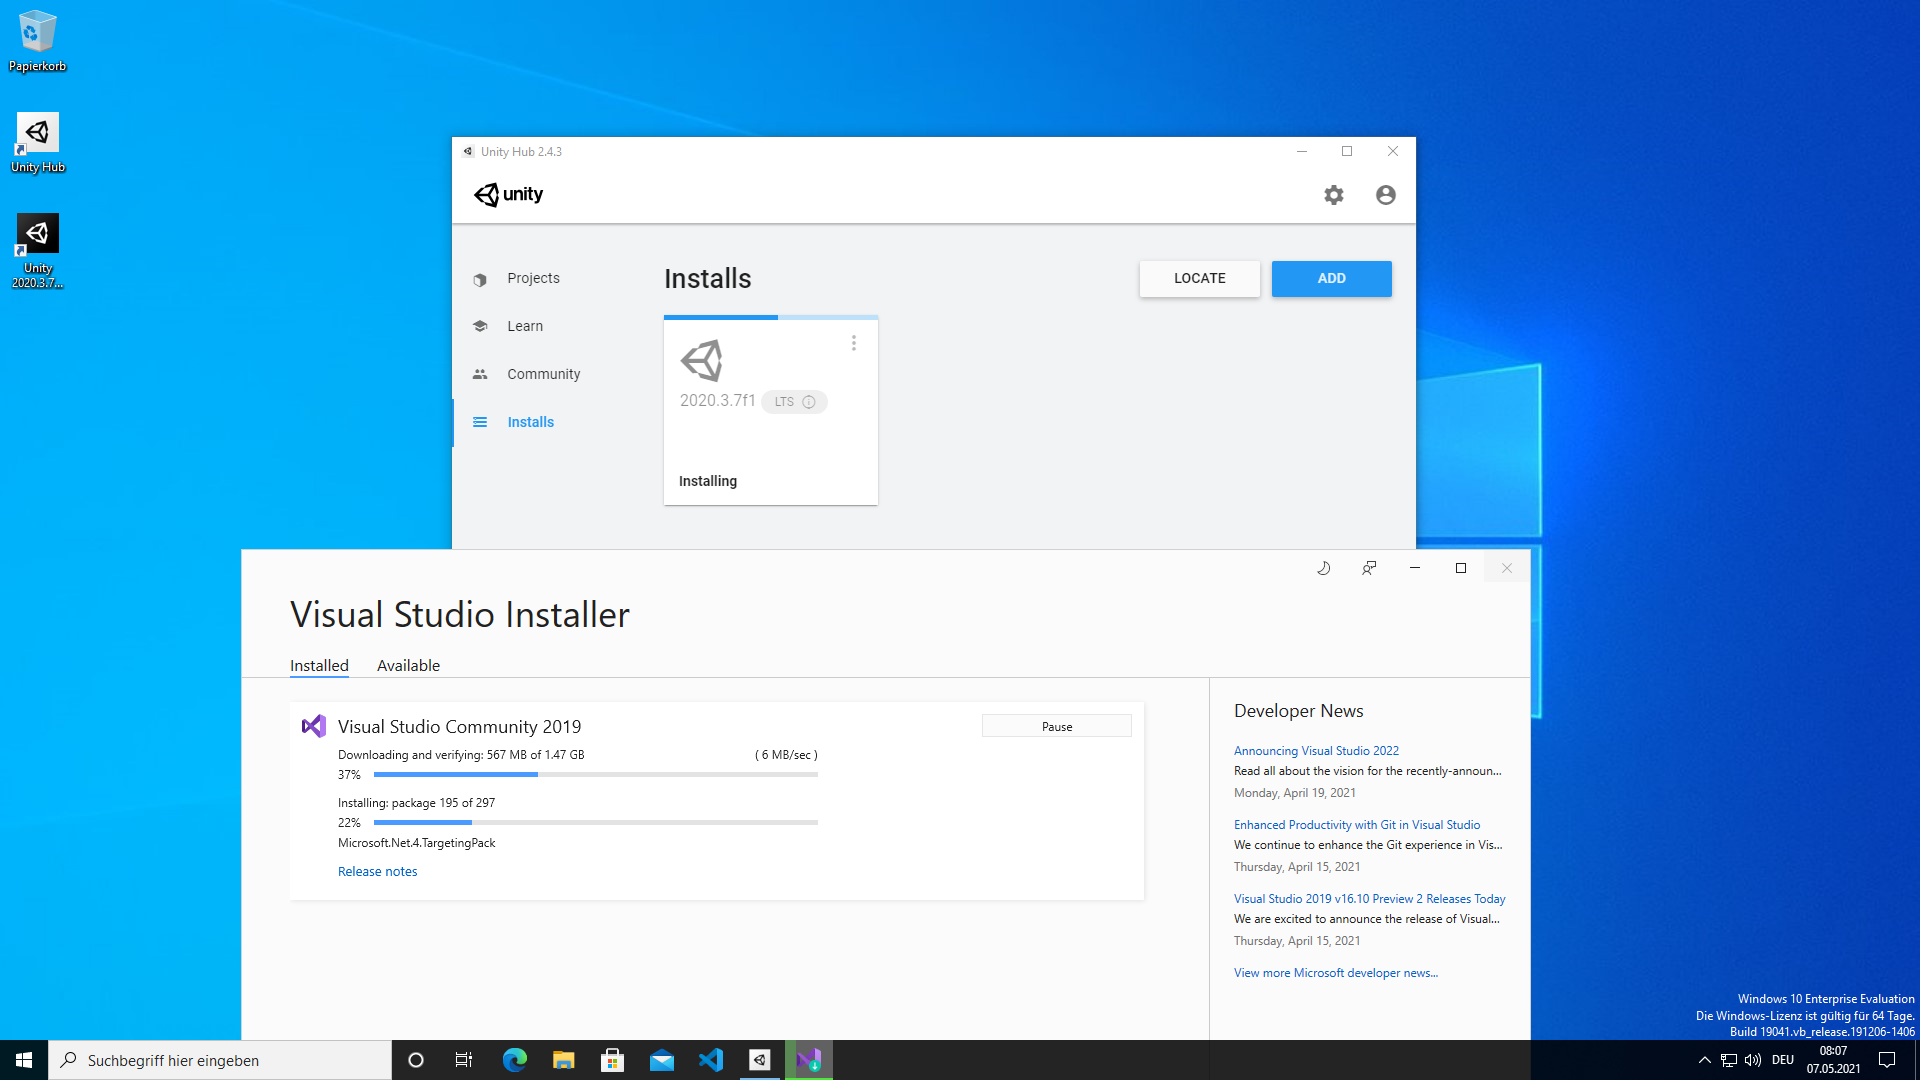 Papierkorb
Unity Hub
Unity
2020.3.7...
Unity Hub 2.4.3
unity
Projects
Learn
Community
Installs
Installs
LOCATE
ADD
2020.3.7f1 LTS
Installing
Visual Studio Installer
Installed Available
Visual Studio Community 2019
Pause
Downloading and verifying: 567 MB of 1.47 GB ( 6 MB/sec )
37%
Installing: package 195 of 297
22%
Microsoft.Net.4.TargetingPack
Release notes
Developer News
Announcing Visual Studio 2022
Read all about the vision for the recently-announ...
Monday, April 19, 2021
Enhanced Productivity with Git in Visual Studio
We continue to enhance the Git experience in Vis...
Thursday, April 15, 2021
Visual Studio 2019 v16.10 Preview 2 Releases Today
We are excited to announce the release of Visual...
Thursday, April 15, 2021
View more Microsoft developer news...
Windows 10 Enterprise Evaluation
Die Windows-Lizenz ist gültig für 64 Tage.
Build 19041.vb_release.191206-1406
Suchbegriff hier eingeben
DEU
08:07
07.05.2021